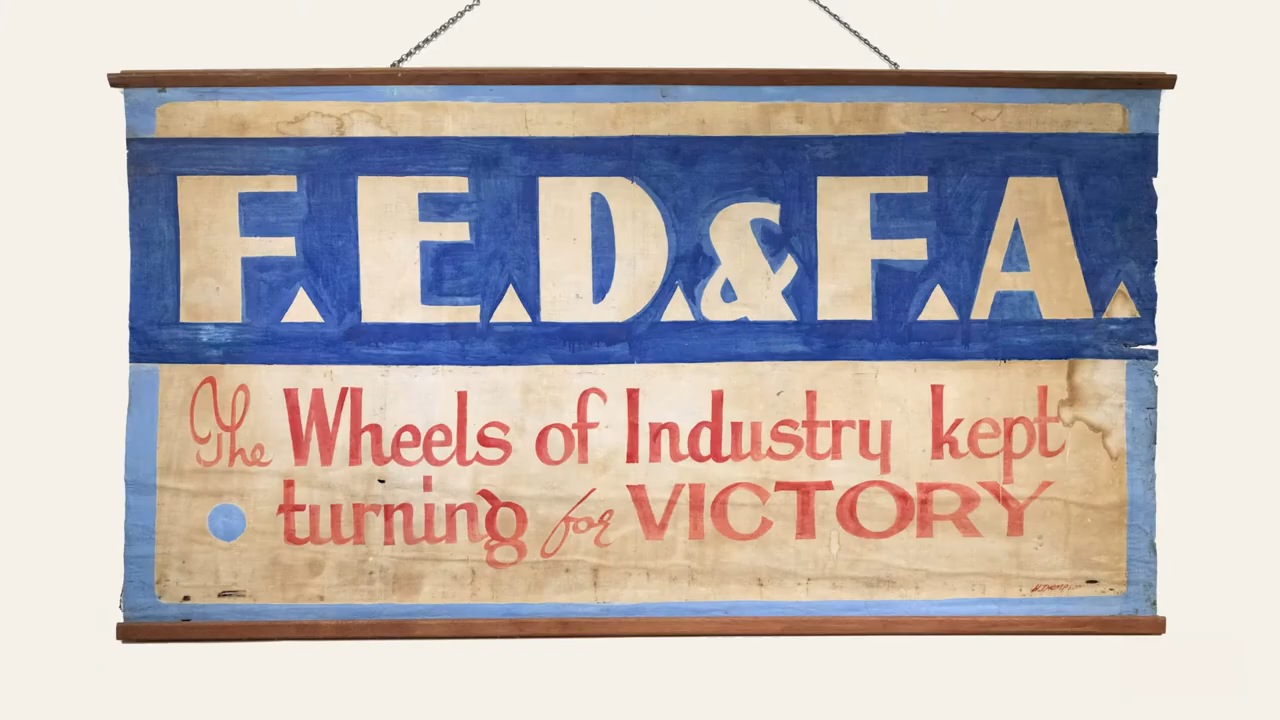 F.E.D.&F.A.
The Wheels of Industry kept
turning for VICTORY